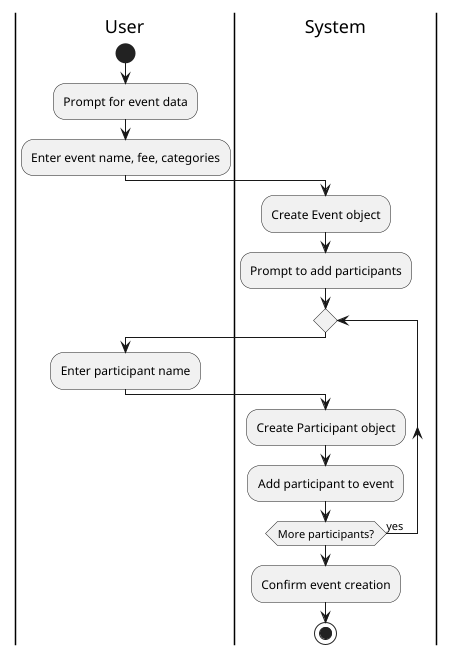 User
System
Prompt for event data
Enter event name, fee, categories
Create Event object
Prompt to add participants
Enter participant name
Create Participant object
Add participant to event
More participants?
yes
Confirm event creation